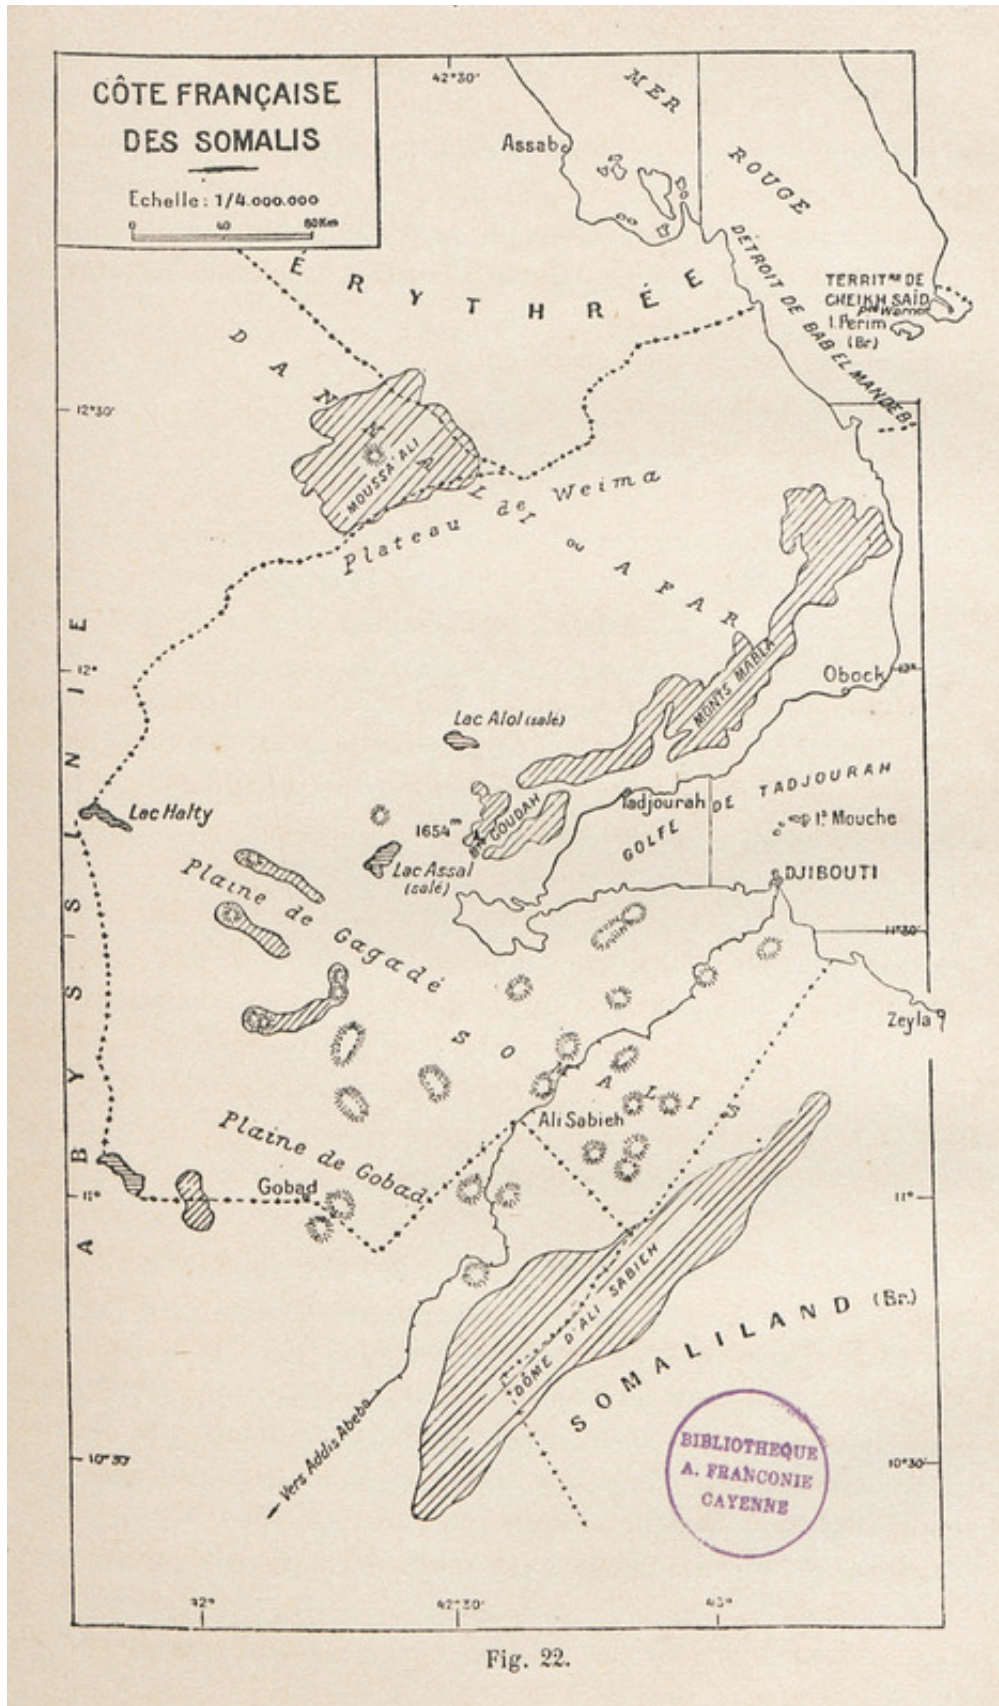 CÔTE FRANÇAISE
DES SOMALIS
Echelle : 1/4.000.000
0 40 80Km
42°30'
MER
ROUGE
Assab
DÉTROIT DE BAB EL MANDEB
TERRITRE DE
CHEIKH SAÏD
I. Perim
(Br)
ÉRYTHRÉE
DANKALI ou AFAR
12°30'
MOUSSA ALI
Plateau de Weima
MONTS MABLA
12°
Obock
12°
Lac Alol (salé)
Tadjourah
GOLFE DE TADJOURAH
Is Mouche
Lac Halty
1654m
GOUDAH
Lac Assal
(salé)
DJIBOUTI
Plaine de Gagadé
11°30'
Zeyla
ABYSSINIE
SOMALIS
Ali Sabieh
Plaine de Gobad
Gobad
11°
11°
DÔME D'ALI SABIEH
SOMALILAND (Br.)
Vers Addis Abeba
10°30'
10°30'
BIBLIOTHEQUE
A. FRANCONIE
CAYENNE
42°
42°30'
43°
Fig. 22.